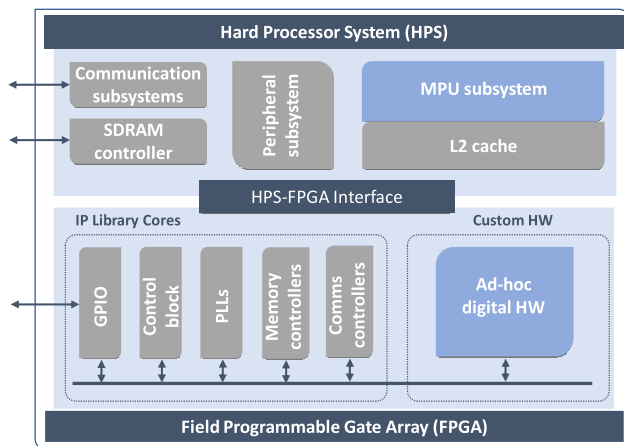 Hard Processor System (HPS)
Communication
subsystems
SDRAM
controller
Peripheral
subsystem
MPU subsystem
L2 cache
HPS-FPGA Interface
IP Library Cores
Custom HW
GPIO
Control
block
PLLs
Memory
controllers
Comms
controllers
Ad-hoc
digital HW
Field Programmable Gate Array (FPGA)